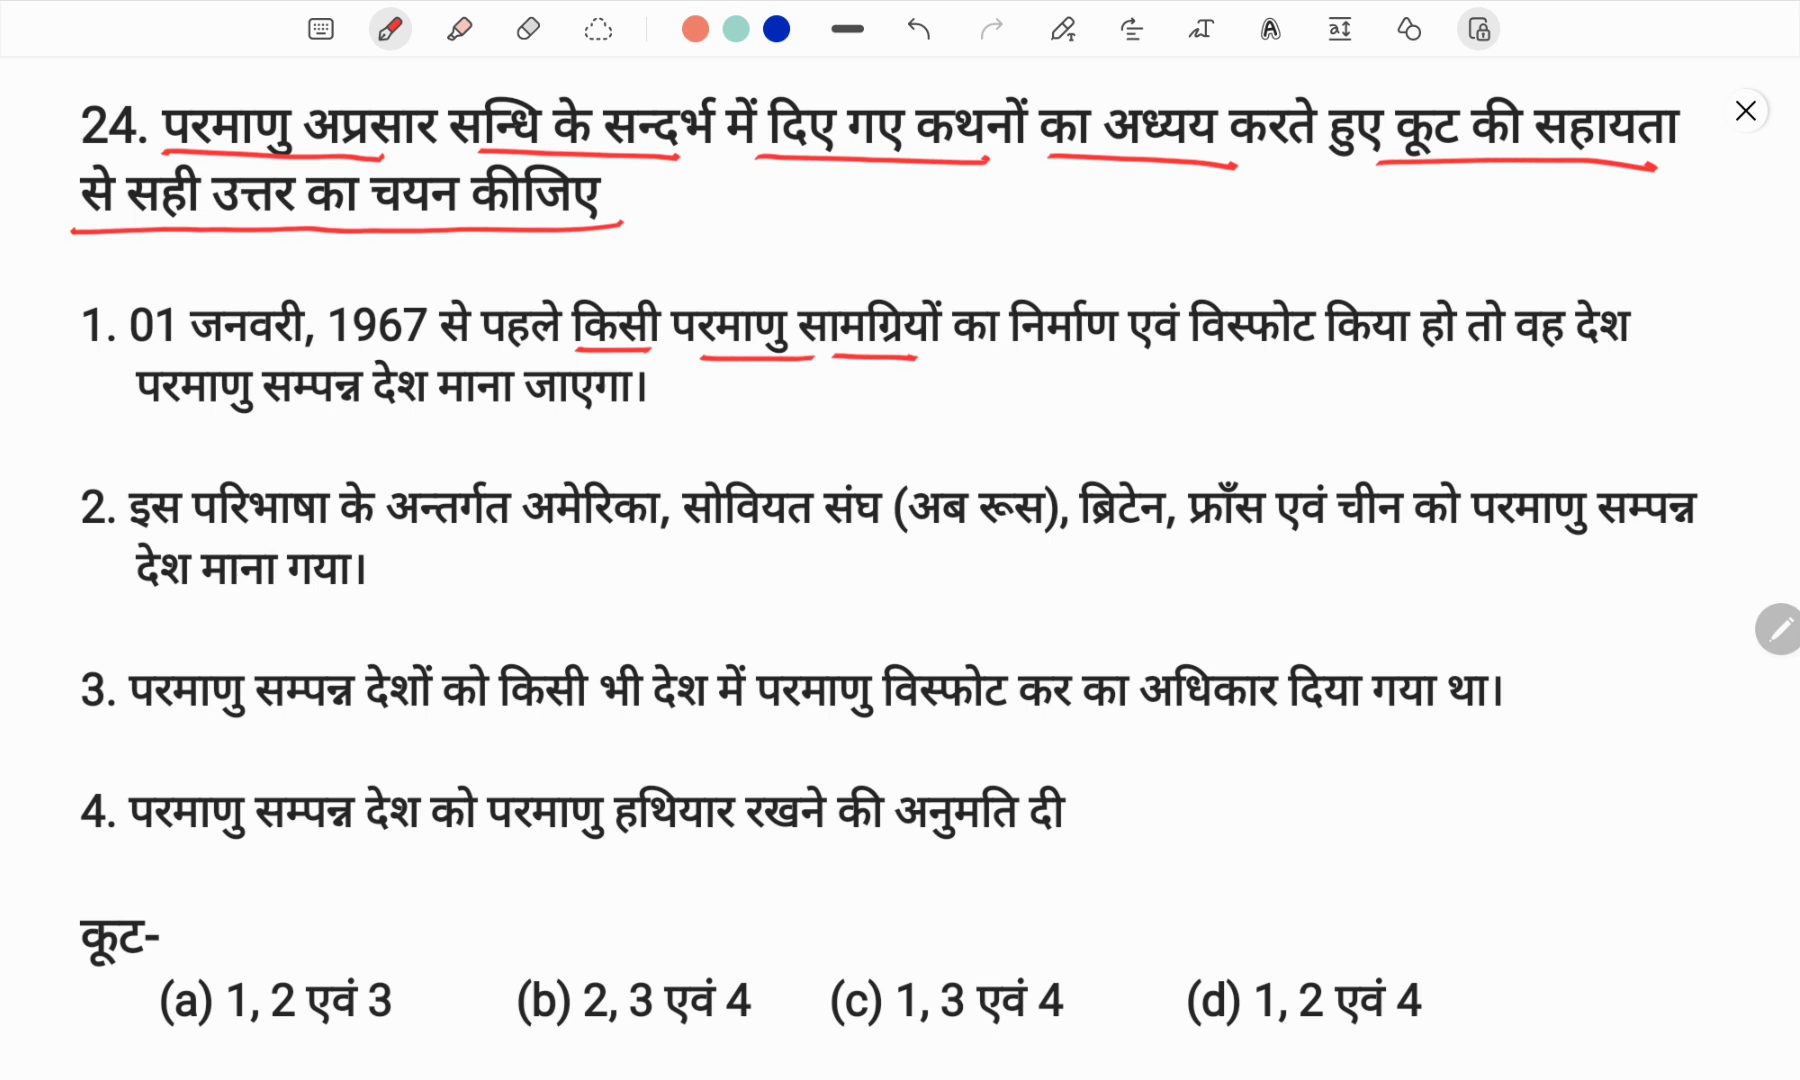 24. परमाणु अप्रसार सन्धि के सन्दर्भ में दिए गए कथनों का अध्यय करते हुए कूट की सहायता
से सही उत्तर का चयन कीजिए
1. 01 जनवरी, 1967 से पहले किसी परमाणु सामग्रियों का निर्माण एवं विस्फोट किया हो तो वह देश
परमाणु सम्पन्न देश माना जाएगा।
2. इस परिभाषा के अन्तर्गत अमेरिका, सोवियत संघ (अब रूस), ब्रिटेन, फ्राँस एवं चीन को परमाणु सम्पन्न
देश माना गया।
3. परमाणु सम्पन्न देशों को किसी भी देश में परमाणु विस्फोट कर का अधिकार दिया गया था।
4. परमाणु सम्पन्न देश को परमाणु हथियार रखने की अनुमति दी
कूट-
(a) 1, 2 एवं 3 (b) 2, 3 एवं 4 (c) 1, 3 एवं 4 (d) 1, 2 एवं 4